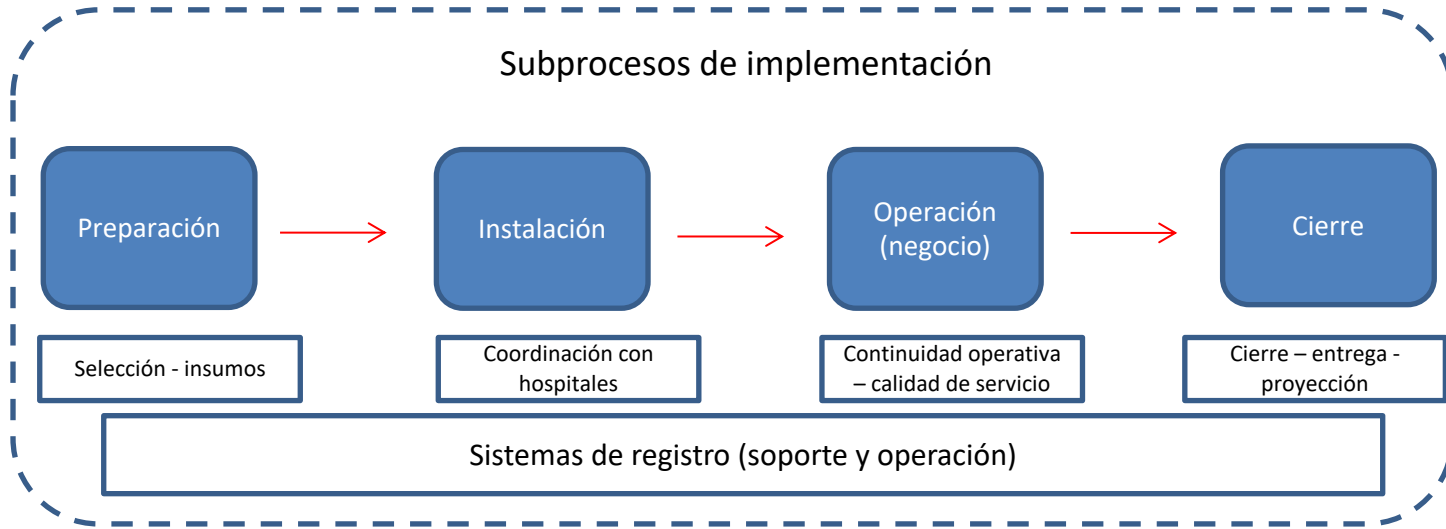 Subprocesos de implementación
Preparación
Instalación
Operación
(negocio)
Cierre
Selección - insumos
Coordinación con
hospitales
Continuidad operativa
– calidad de servicio
Cierre – entrega -
proyección
Sistemas de registro (soporte y operación)